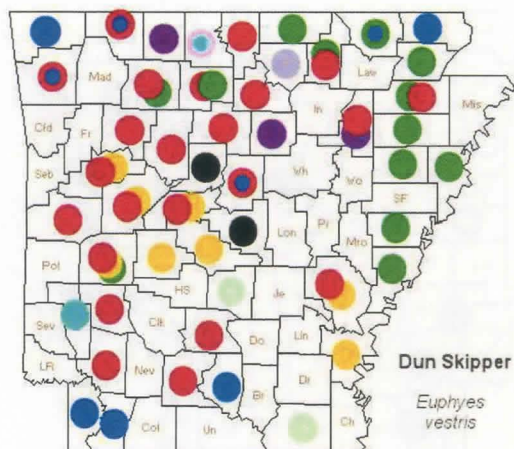 Mad
Law
Mis
Cfd
Fr
In
Seb
Wh
Wo
SF
Lon
Pr
Mro
Pol
HS
Je
Sev
Clk
Do
Lin
LR
Nev
Dr
Br
Col
Un
Ch
Dun Skipper
Euphyes
vestris